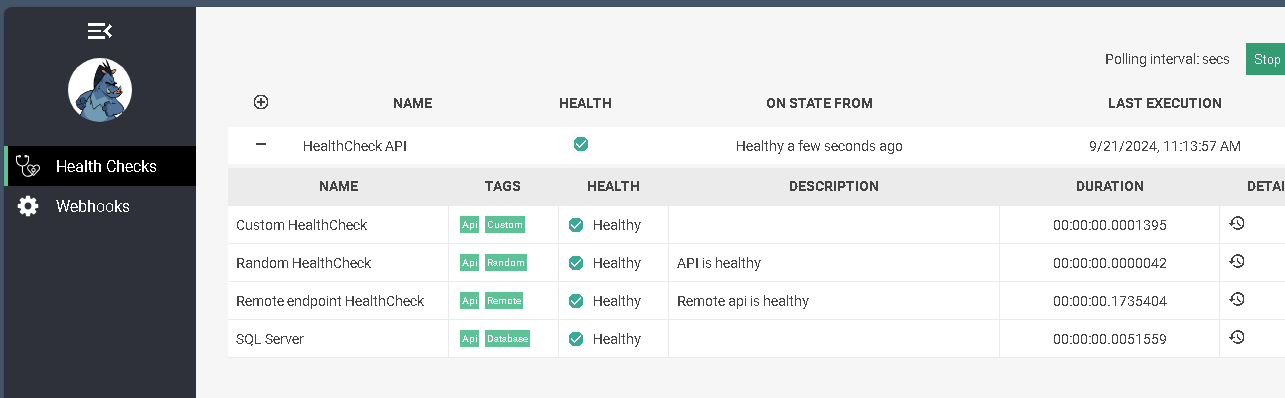 Polling interval: secs Stop
NAME HEALTH ON STATE FROM LAST EXECUTION
HealthCheck API Healthy a few seconds ago 9/21/2024, 11:13:57 AM
Health Checks
NAME TAGS HEALTH DESCRIPTION DURATION DETAI
Webhooks
Custom HealthCheck Api Custom Healthy 00:00:00.0001395
Random HealthCheck Api Random Healthy API is healthy 00:00:00.0000042
Remote endpoint HealthCheck Api Remote Healthy Remote api is healthy 00:00:00.1735404
SQL Server Api Database Healthy 00:00:00.0051559